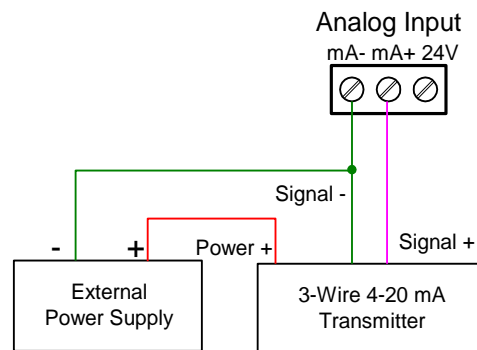 Analog Input
mA- mA+ 24V
Signal -
- + Power + Signal +
External
Power Supply
3-Wire 4-20 mA
Transmitter